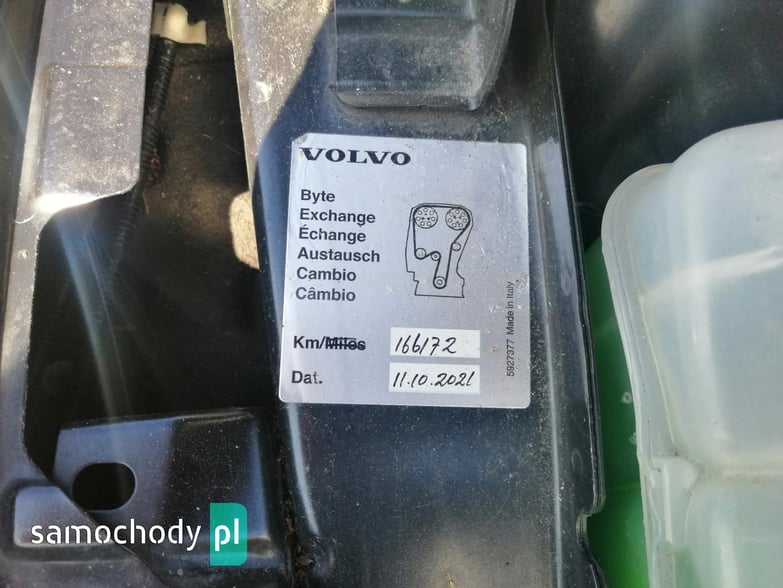 VOLVO
Byte
Exchange
Échange
Austausch
Cambio
Câmbio
Km/Miles 166172
Dat. 11.10.2021
5927377 Made in Italy
samochody pl